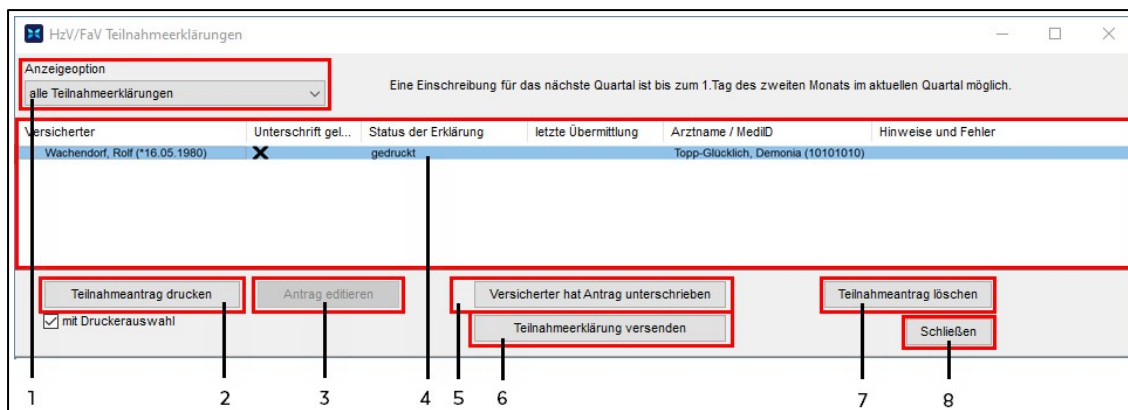 HzV/FaV Teilnahmeerklärungen
Anzeigeoption
alle Teilnahmeerklärungen
Eine Einschreibung für das nächste Quartal ist bis zum 1.Tag des zweiten Monats im aktuellen Quartal möglich.
Versicherter Unterschrift gel... Status der Erklärung letzte Übermittlung Arztname / MediID Hinweise und Fehler
Wachendorf, Rolf (*16.05.1980) gedruckt Topp-Glücklich, Demonia (10101010)
Teilnahmeantrag drucken Antrag editieren Versicherter hat Antrag unterschrieben Teilnahmeantrag löschen
mit Druckerauswahl Teilnahmeerklärung versenden Schließen
1 2 3 4 5 6 7 8